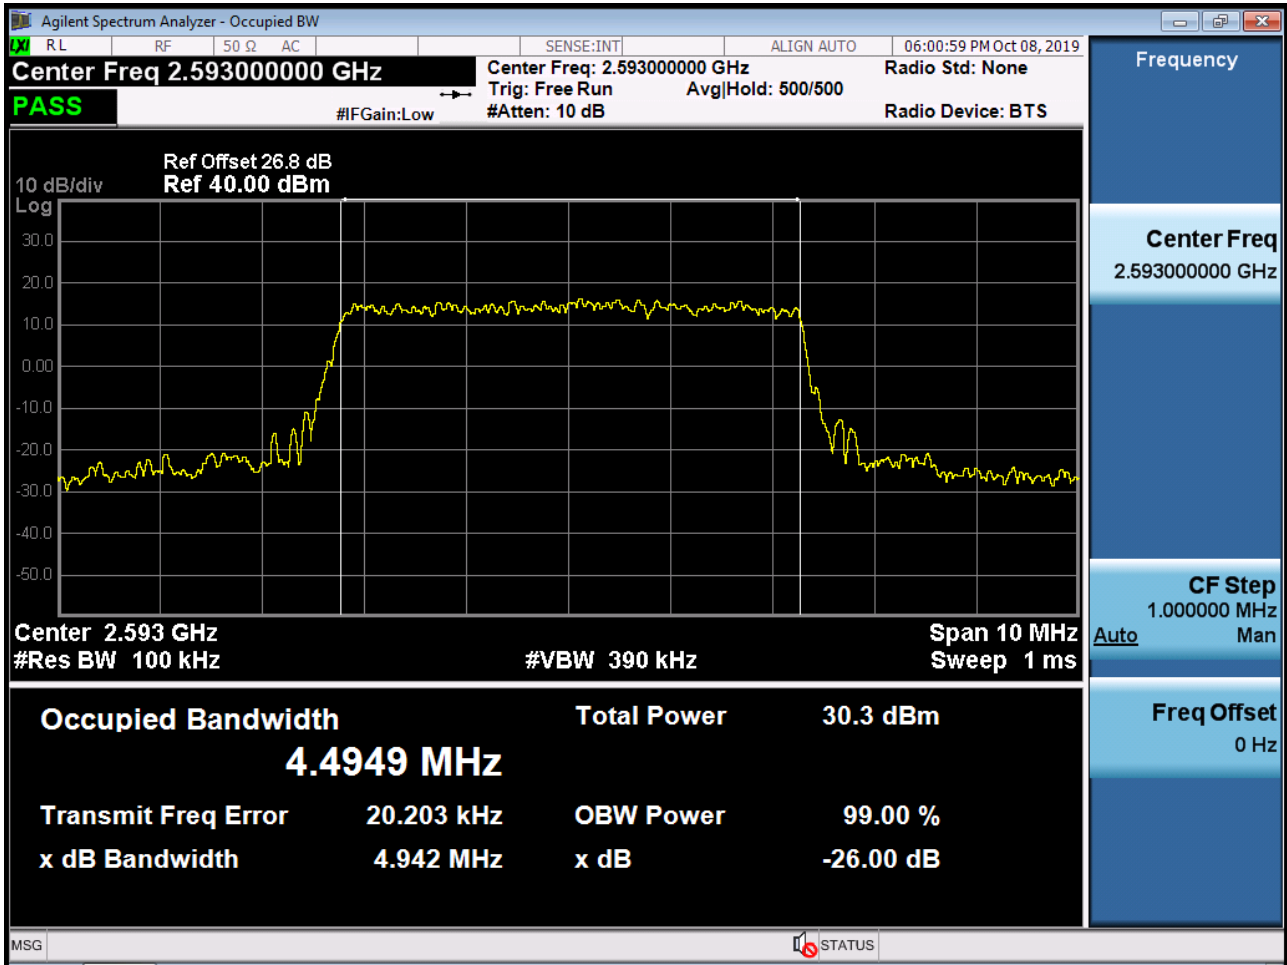 Agilent Spectrum Analyzer - Occupied BW
LXI RL RF 50 Ω AC SENSE:INT ALIGN AUTO 06:00:59 PM Oct 08, 2019
Center Freq 2.593000000 GHz
Center Freq: 2.593000000 GHz Radio Std: None
Trig: Free Run Avg|Hold: 500/500
PASS
#IFGain:Low #Atten: 10 dB Radio Device: BTS
Ref Offset 26.8 dB
10 dB/div Ref 40.00 dBm
Log
30.0
20.0
10.0
0.00
-10.0
-20.0
-30.0
-40.0
-50.0
Center 2.593 GHz Span 10 MHz
#Res BW 100 kHz #VBW 390 kHz Sweep 1 ms
Occupied Bandwidth Total Power 30.3 dBm
4.4949 MHz
Transmit Freq Error 20.203 kHz OBW Power 99.00 %
x dB Bandwidth 4.942 MHz x dB -26.00 dB
MSG STATUS
Frequency
Center Freq
2.593000000 GHz
CF Step
1.000000 MHz
Auto Man
Freq Offset
0 Hz